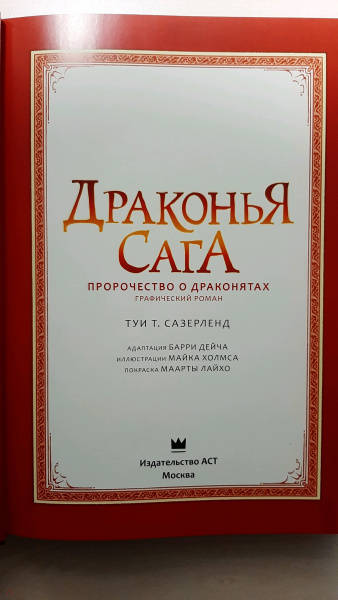 ДРАКОНЬЯ
САГА
ПРОРОЧЕСТВО О ДРАКОНЯТАХ
ГРАФИЧЕСКИЙ РОМАН
ТУИ Т. САЗЕРЛЕНД
АДАПТАЦИЯ БАРРИ ДЕЙЧА
ИЛЛЮСТРАЦИИ МАЙКА ХОЛМСА
ПОКРАСКА МААРТЫ ЛАЙХО
Издательство АСТ
Москва